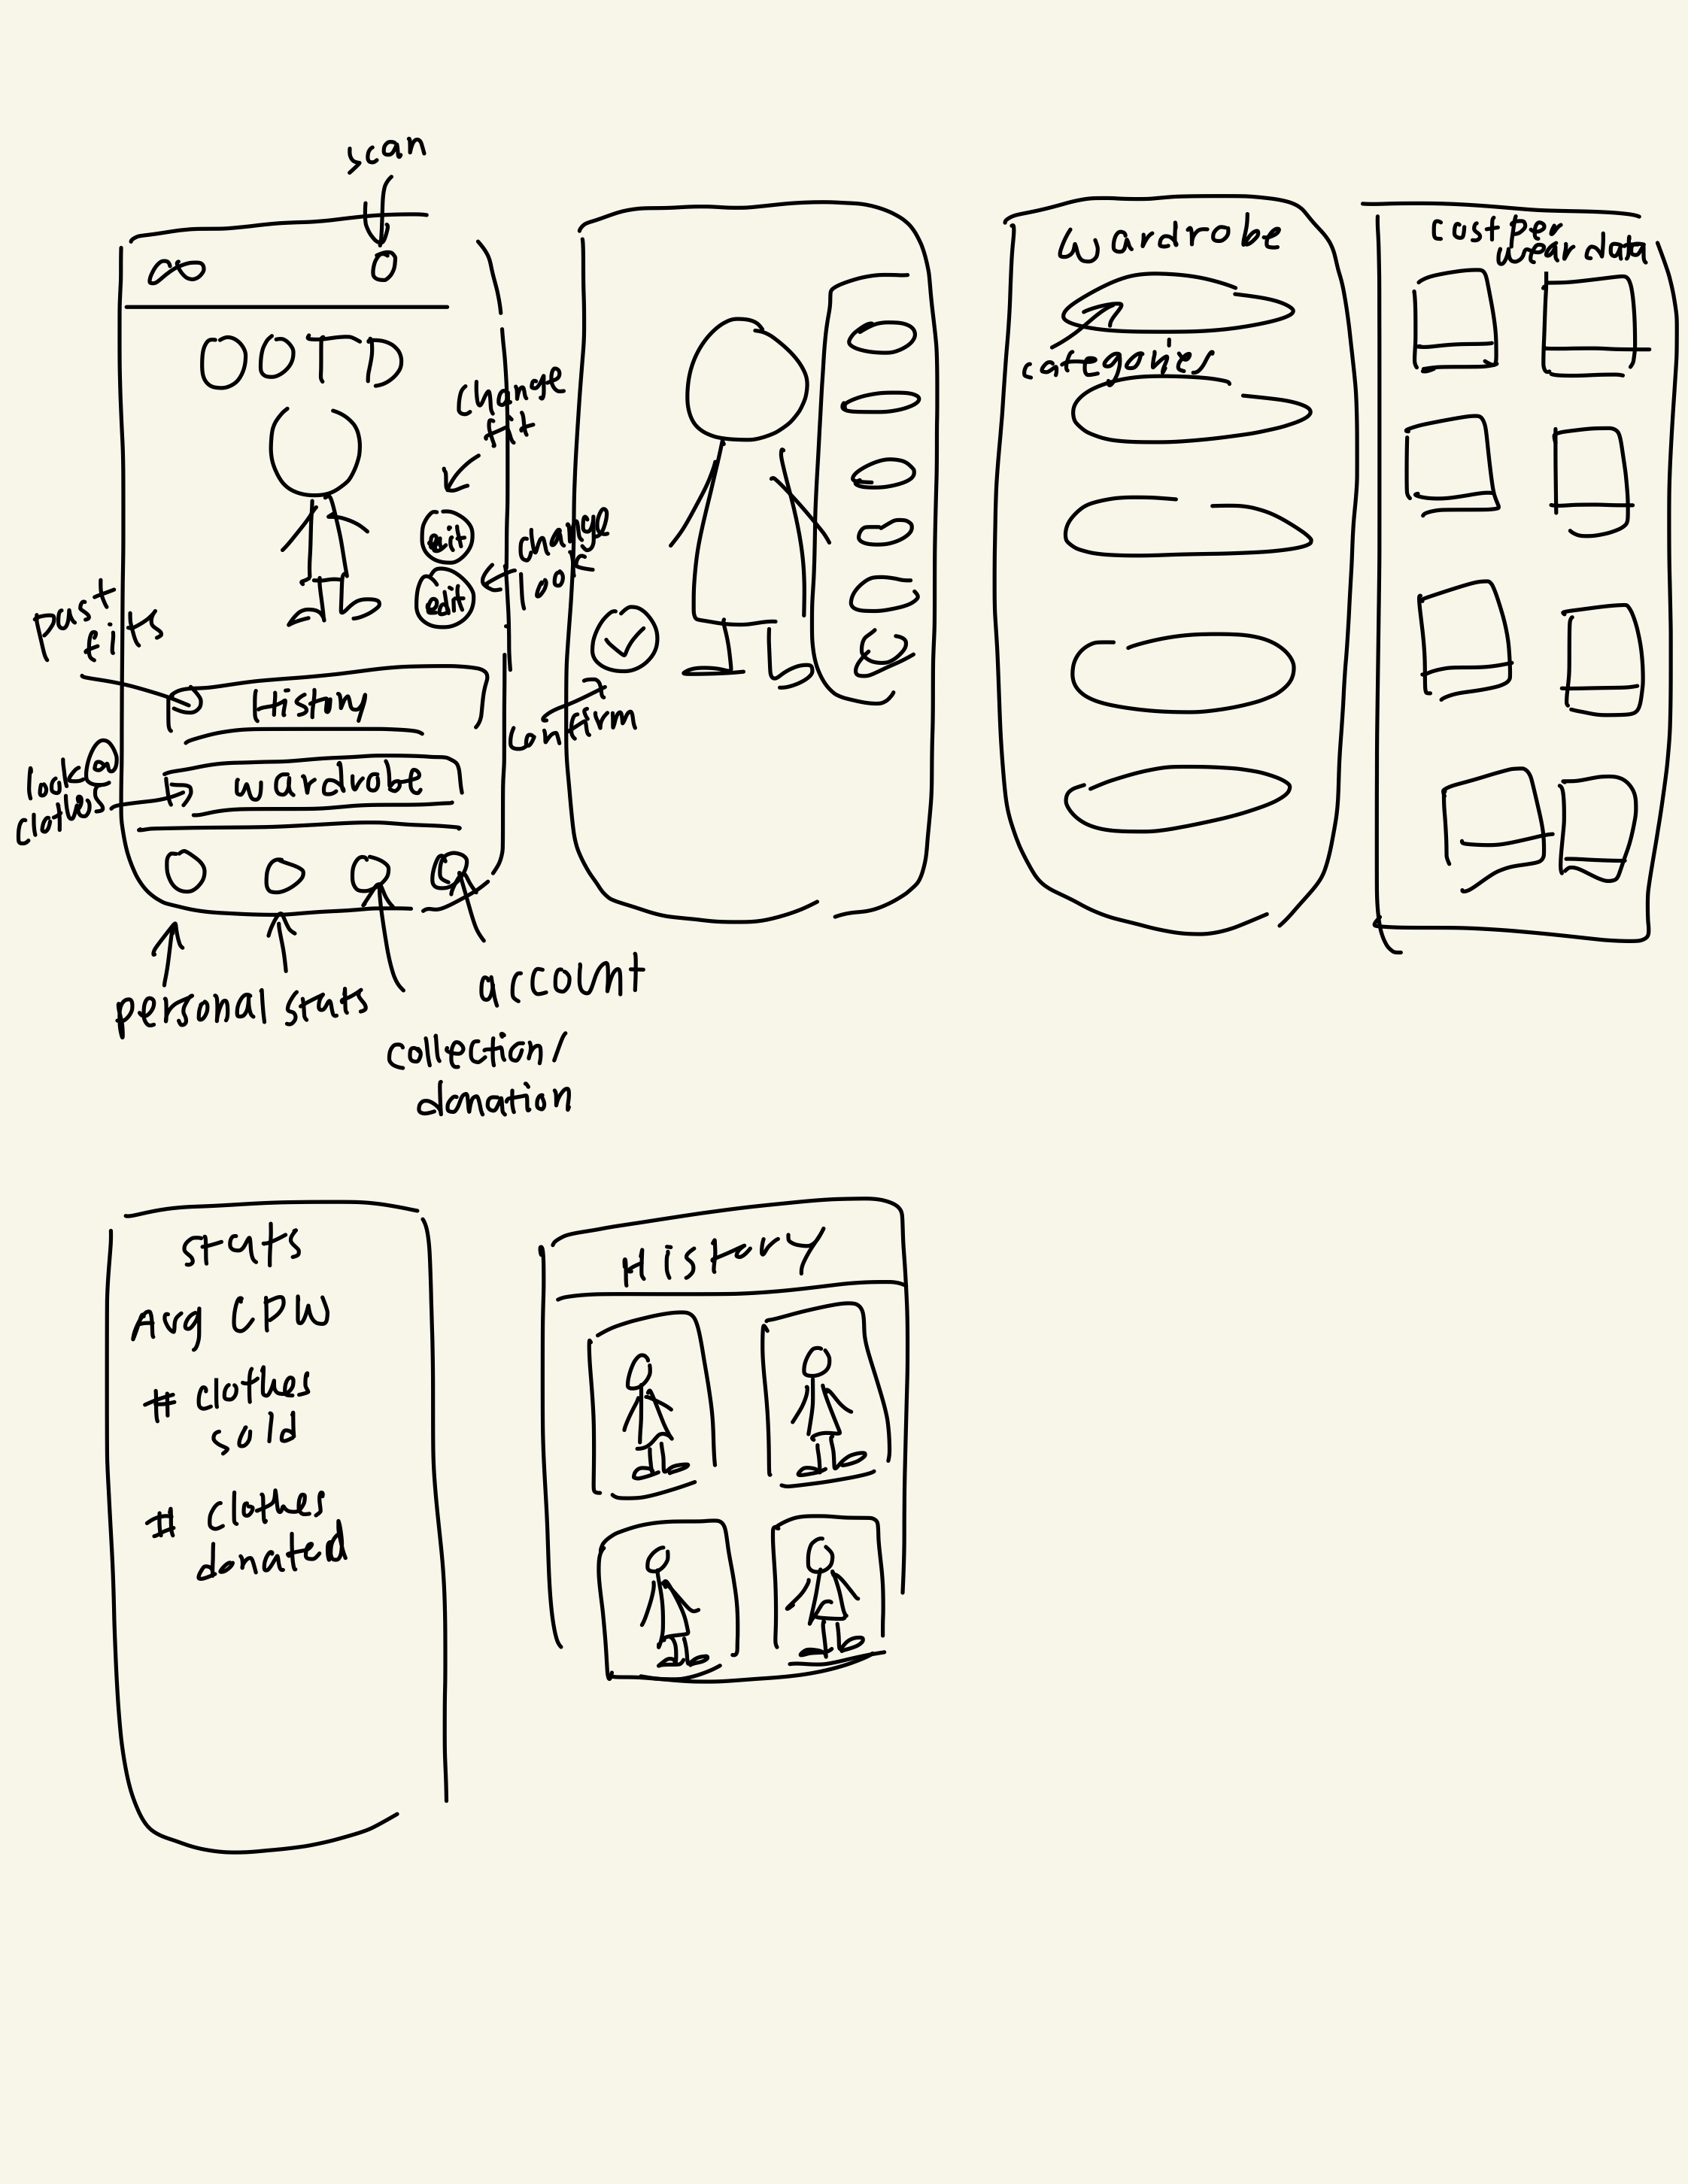 scan
OOTD
change
fit
edit
change
look
edit
past
fits
History
look @
clothes
wardrobe
personal stats
account
collection/
donation
confirm
Wardrobe
categories
cost per
wear data
stats
Avg CPW
# clothes
sold
# clothes
donated
History